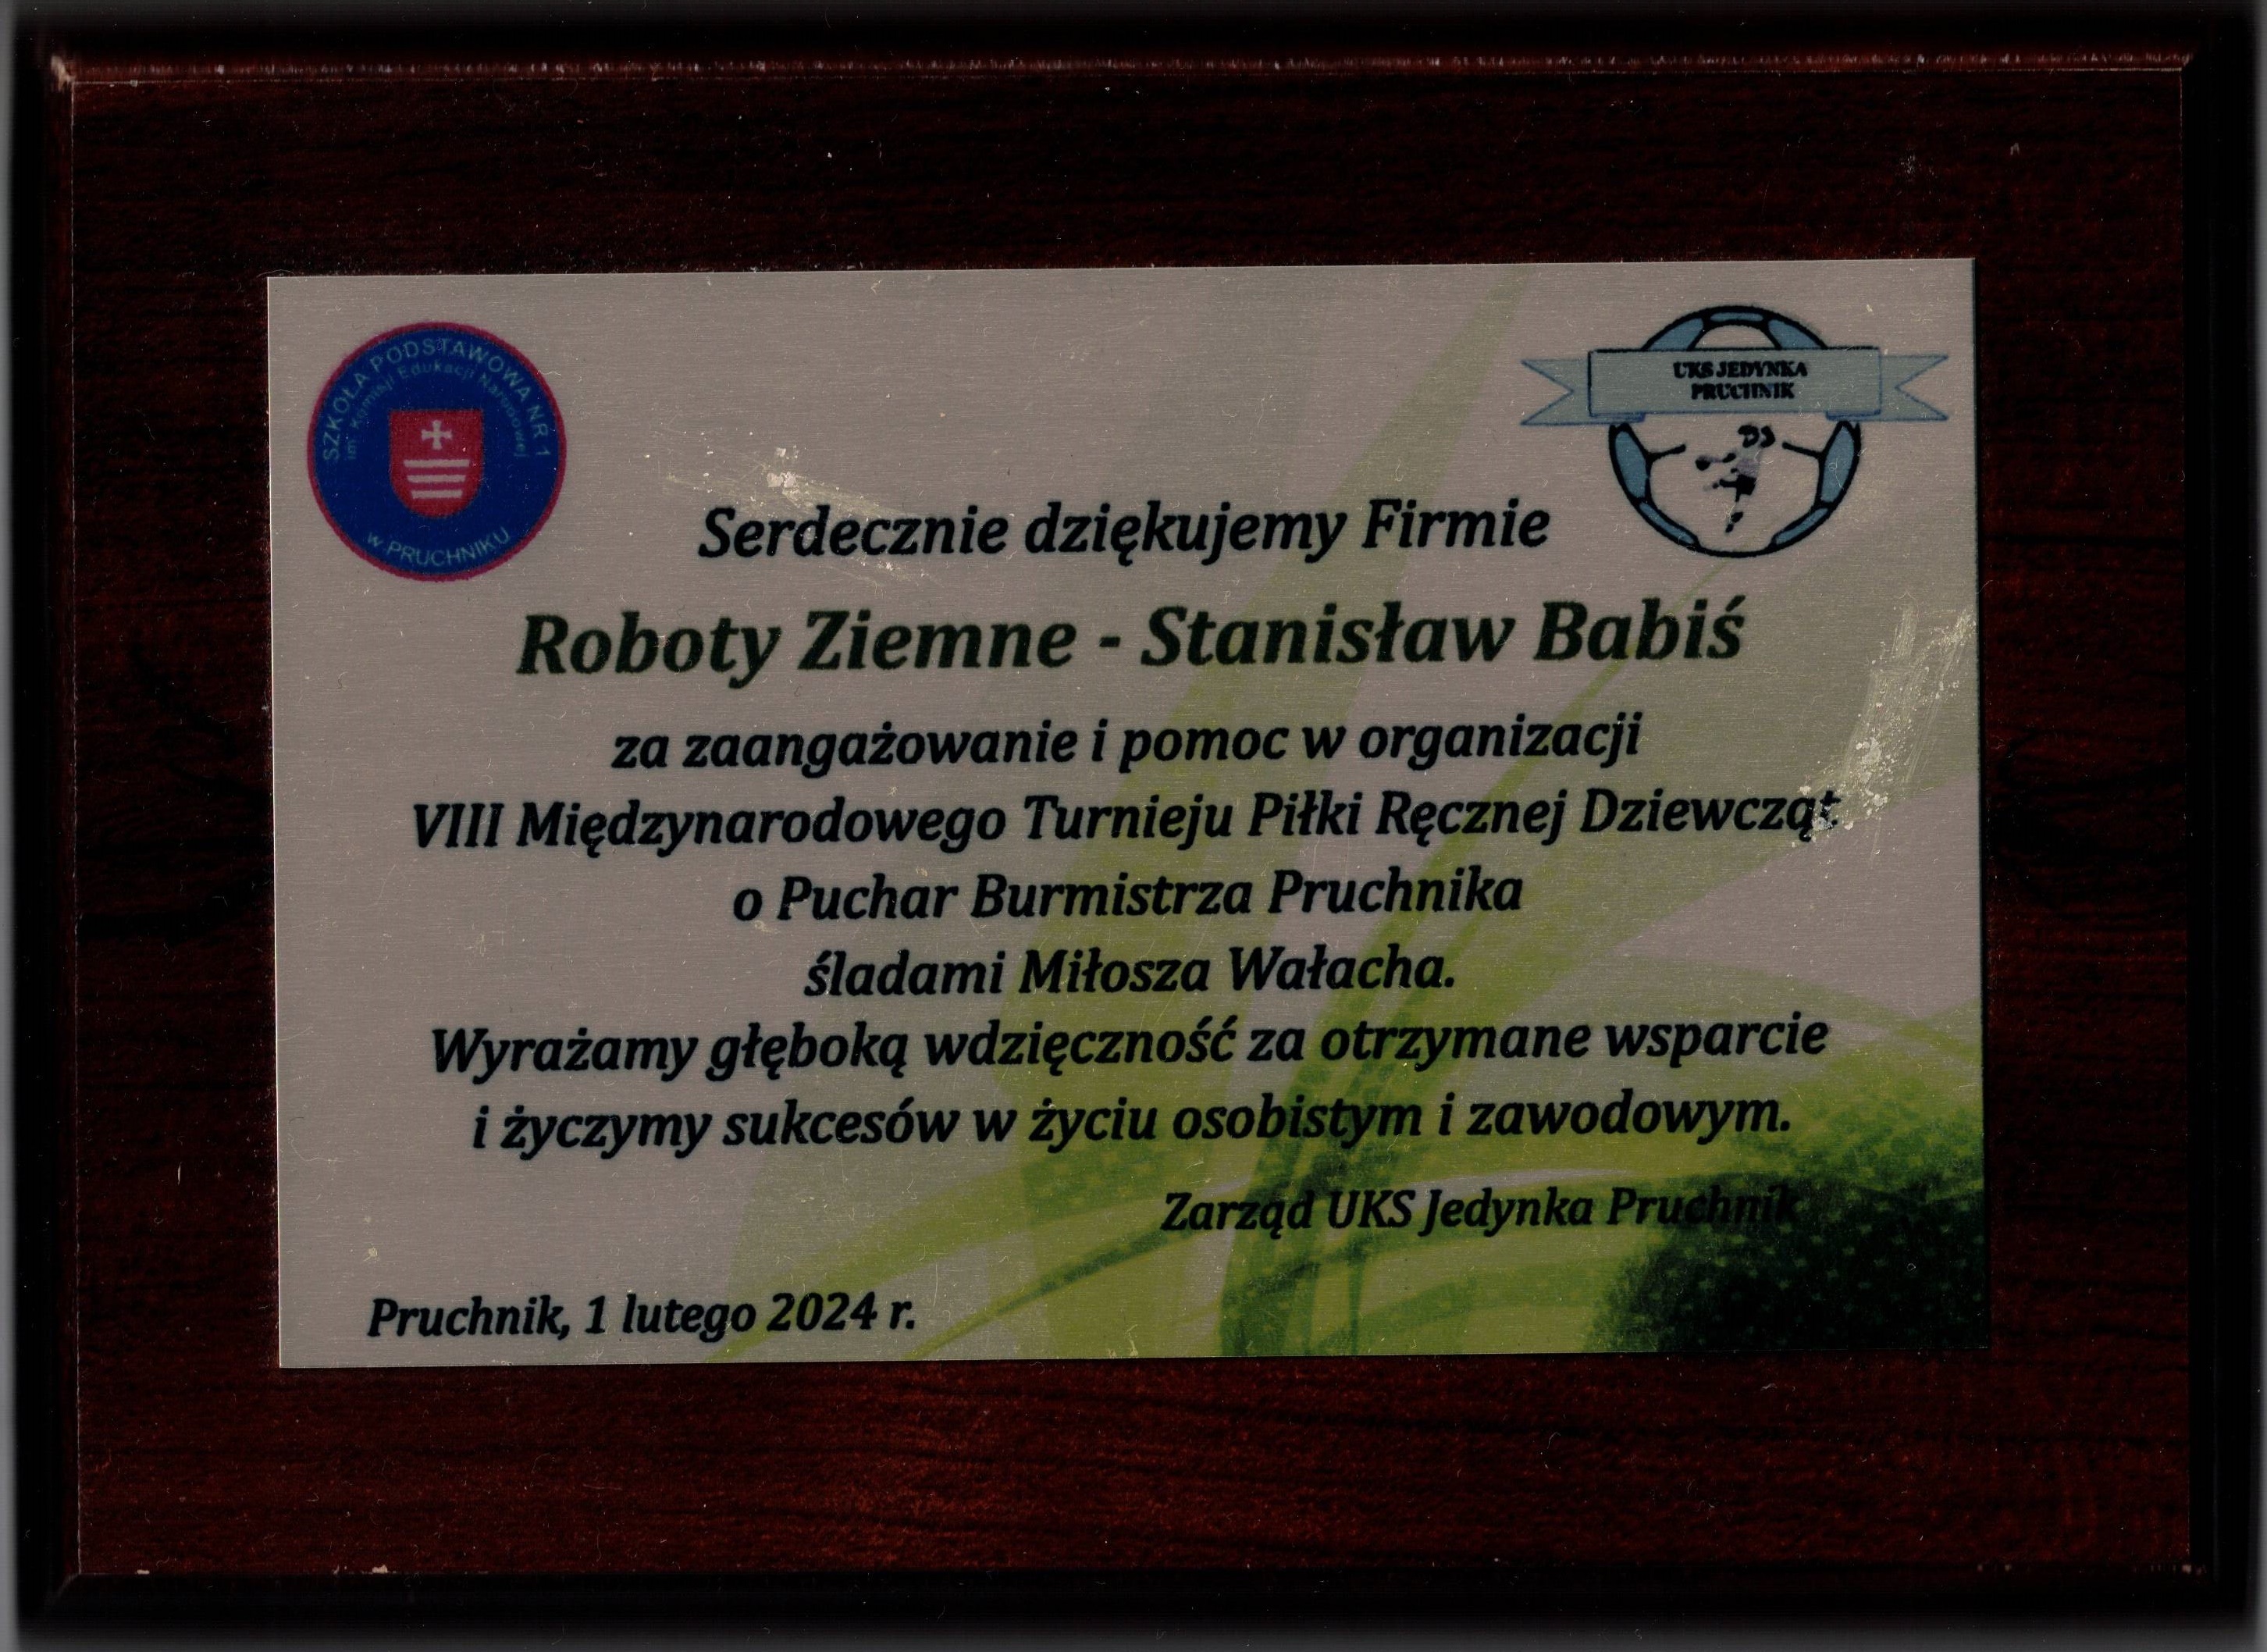 SZKOŁA PODSTAWOWA NR 1
im. Komisji Edukacji Narodowej
w PRUCHNIKU
UKS JEDYNKA
PRUCHNIK
Serdecznie dziękujemy Firmie
Roboty Ziemne - Stanisław Babiś
za zaangażowanie i pomoc w organizacji
VIII Międzynarodowego Turnieju Piłki Ręcznej Dziewcząt
o Puchar Burmistrza Pruchnika
śladami Miłosza Wałacha.
Wyrażamy głęboką wdzięczność za otrzymane wsparcie
i życzymy sukcesów w życiu osobistym i zawodowym.
Zarząd UKS Jedynka Pruchnik
Pruchnik, 1 lutego 2024 r.